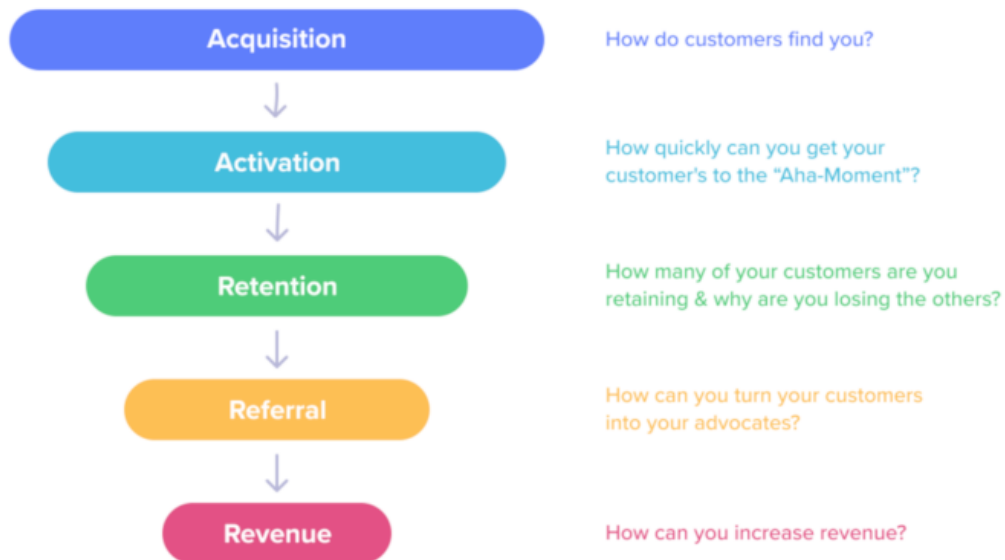 Acquisition
How do customers find you?
Activation
How quickly can you get your
customer's to the “Aha-Moment”?
Retention
How many of your customers are you
retaining & why are you losing the others?
Referral
How can you turn your customers
into your advocates?
Revenue
How can you increase revenue?